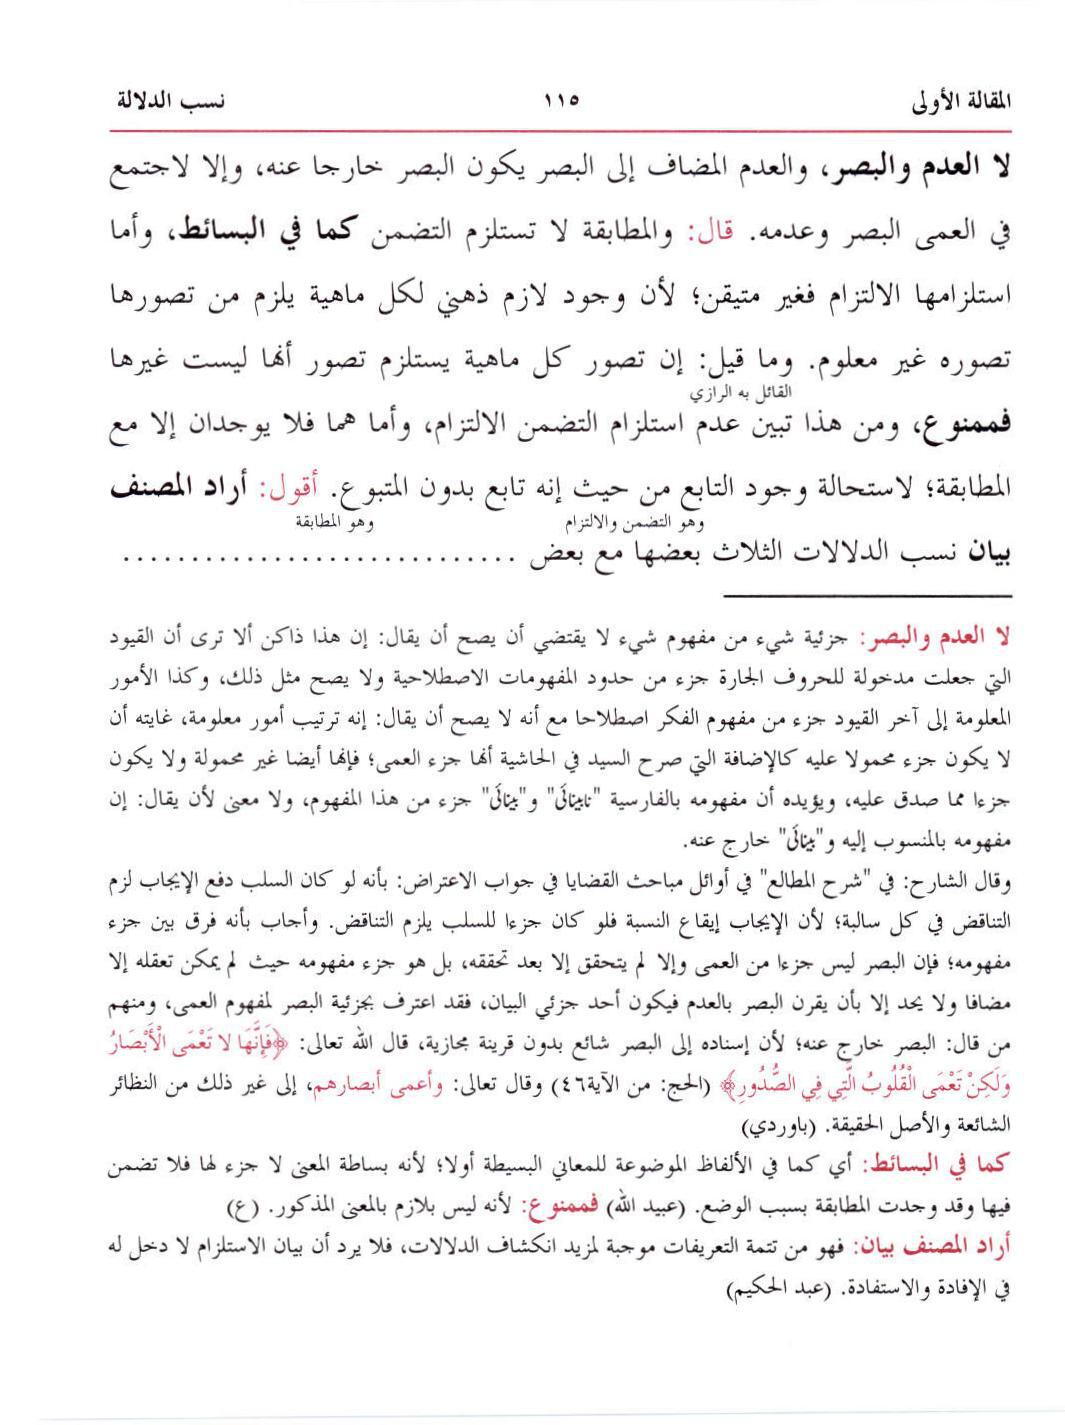 المقالة الأولى ١١٥ نسب الدلالة
لا العدم والبصر، والعدم المضاف إلى البصر يكون البصر خارجا عنه، وإلا لاجتمع
في العمى البصر وعدمه. قال: والمطابقة لا تستلزم التضمن كما في البسائط، وأما
استلزامها الالتزام فغير متيقن؛ لأن وجود لازم ذهني لكل ماهية يلزم من تصورها
تصوره غير معلوم. وما قيل: إن تصور كل ماهية يستلزم تصور أنها ليست غيرها
القائل به الرازي
فممنوع، ومن هذا تبين عدم استلزام التضمن الالتزام، وأما هما فلا يوجدان إلا مع
المطابقة؛ لاستحالة وجود التابع من حيث إنه تابع بدون المتبوع. أقول: أراد المصنف
وهو التضمن والالتزام وهو المطابقة
بيان نسب الدلالات الثلاث بعضها مع بعض .............................
لا العدم والبصر: جزئية شيء من مفهوم شيء لا يقتضي أن يصح أن يقال: إن هذا ذاكن ألا ترى أن القيود
التي جعلت مدخولة للحروف الجارة جزء من حدود المفهومات الاصطلاحية ولا يصح مثل ذلك، وكذا الأمور
المعلومة إلى آخر القيود جزء من مفهوم الفكر اصطلاحا مع أنه لا يصح أن يقال: إنه ترتيب أمور معلومة، غايته أن
لا يكون جزء محمولا عليه كالإضافة التي صرح السيد في الحاشية أنها جزء العمى؛ فإنها أيضا غير محمولة ولا يكون
جزءا مما صدق عليه، ويؤيده أن مفهومه بالفارسية "نابينائى" و"بينائى" جزء من هذا المفهوم، ولا معنى لأن يقال: إن
مفهومه بالمنسوب إليه و"بينائى" خارج عنه.
وقال الشارح: في "شرح المطالع" في أوائل مباحث القضايا في جواب الاعتراض: بأنه لو كان السلب دفع الإيجاب لزم
التناقض في كل سالبة؛ لأن الإيجاب إيقاع النسبة فلو كان جزءا للسلب يلزم التناقض. وأجاب بأنه فرق بين جزء
مفهومه؛ فإن البصر ليس جزءا من العمى وإلا لم يتحقق إلا بعد تحققه، بل هو جزء مفهومه حيث لم يمكن تعقله إلا
مضافا ولا يحد إلا بأن يقرن البصر بالعدم فيكون أحد جزئي البيان، فقد اعترف بجزئية البصر لمفهوم العمى، ومنهم
من قال: البصر خارج عنه؛ لأن إسناده إلى البصر شائع بدون قرينة مجازية، قال الله تعالى: ﴿فَإِنَّهَا لا تَعْمَى الْأَبْصَارُ
وَلَكِنْ تَعْمَى الْقُلُوبُ الَّتِي فِي الصُّدُورِ﴾ (الحج: من الآية٤٦) وقال تعالى: وأعمى أبصارهم، إلى غير ذلك من النظائر
الشائعة والأصل الحقيقة. (باوردي)
كما في البسائط: أي كما في الألفاظ الموضوعة للمعاني البسيطة أولا؛ لأنه بساطة المعنى لا جزء لها فلا تضمن
فيها وقد وجدت المطابقة بسبب الوضع. (عبيد الله) فممنوع: لأنه ليس بلازم بالمعنى المذكور. (ع)
أراد المصنف بيان: فهو من تتمة التعريفات موجبة لمزيد انكشاف الدلالات، فلا يرد أن بيان الاستلزام لا دخل له
في الإفادة والاستفادة. (عبد الحكيم)